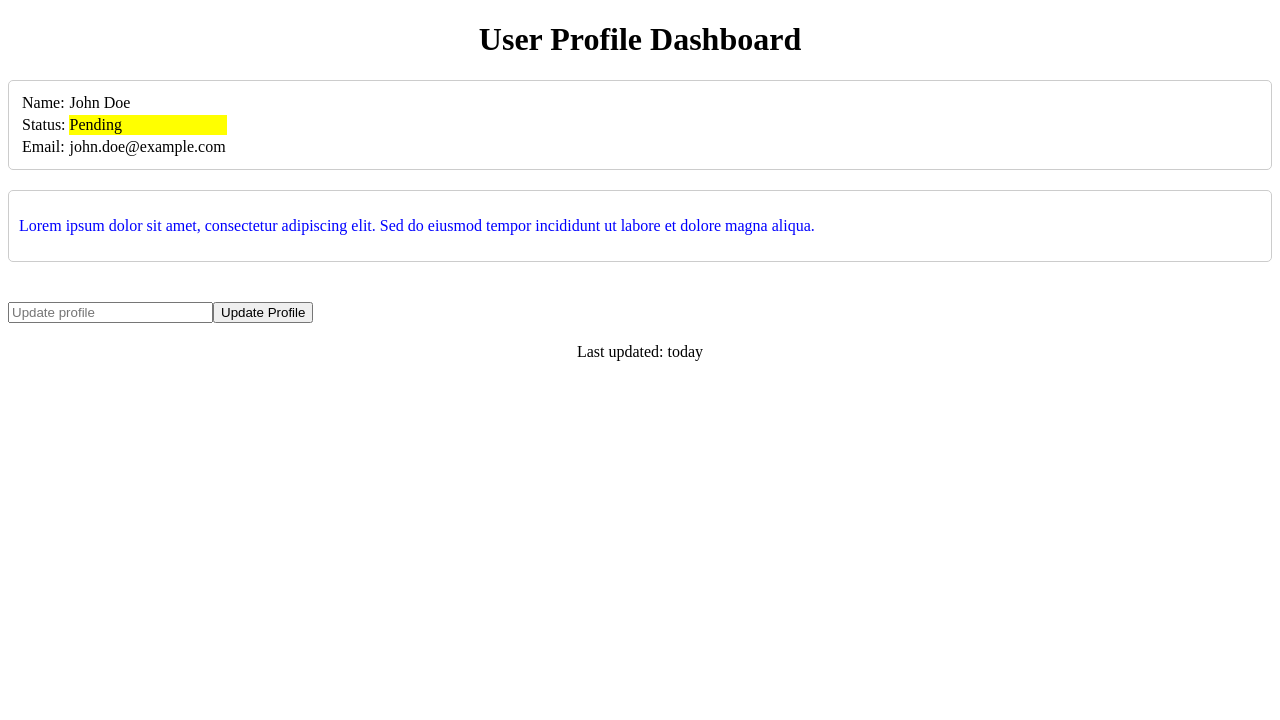 User Profile Dashboard
Name: John Doe
Status: Pending
Email: john.doe@example.com
Lorem ipsum dolor sit amet, consectetur adipiscing elit. Sed do eiusmod tempor incididunt ut labore et dolore magna aliqua.
Update profile Update Profile
Last updated: today